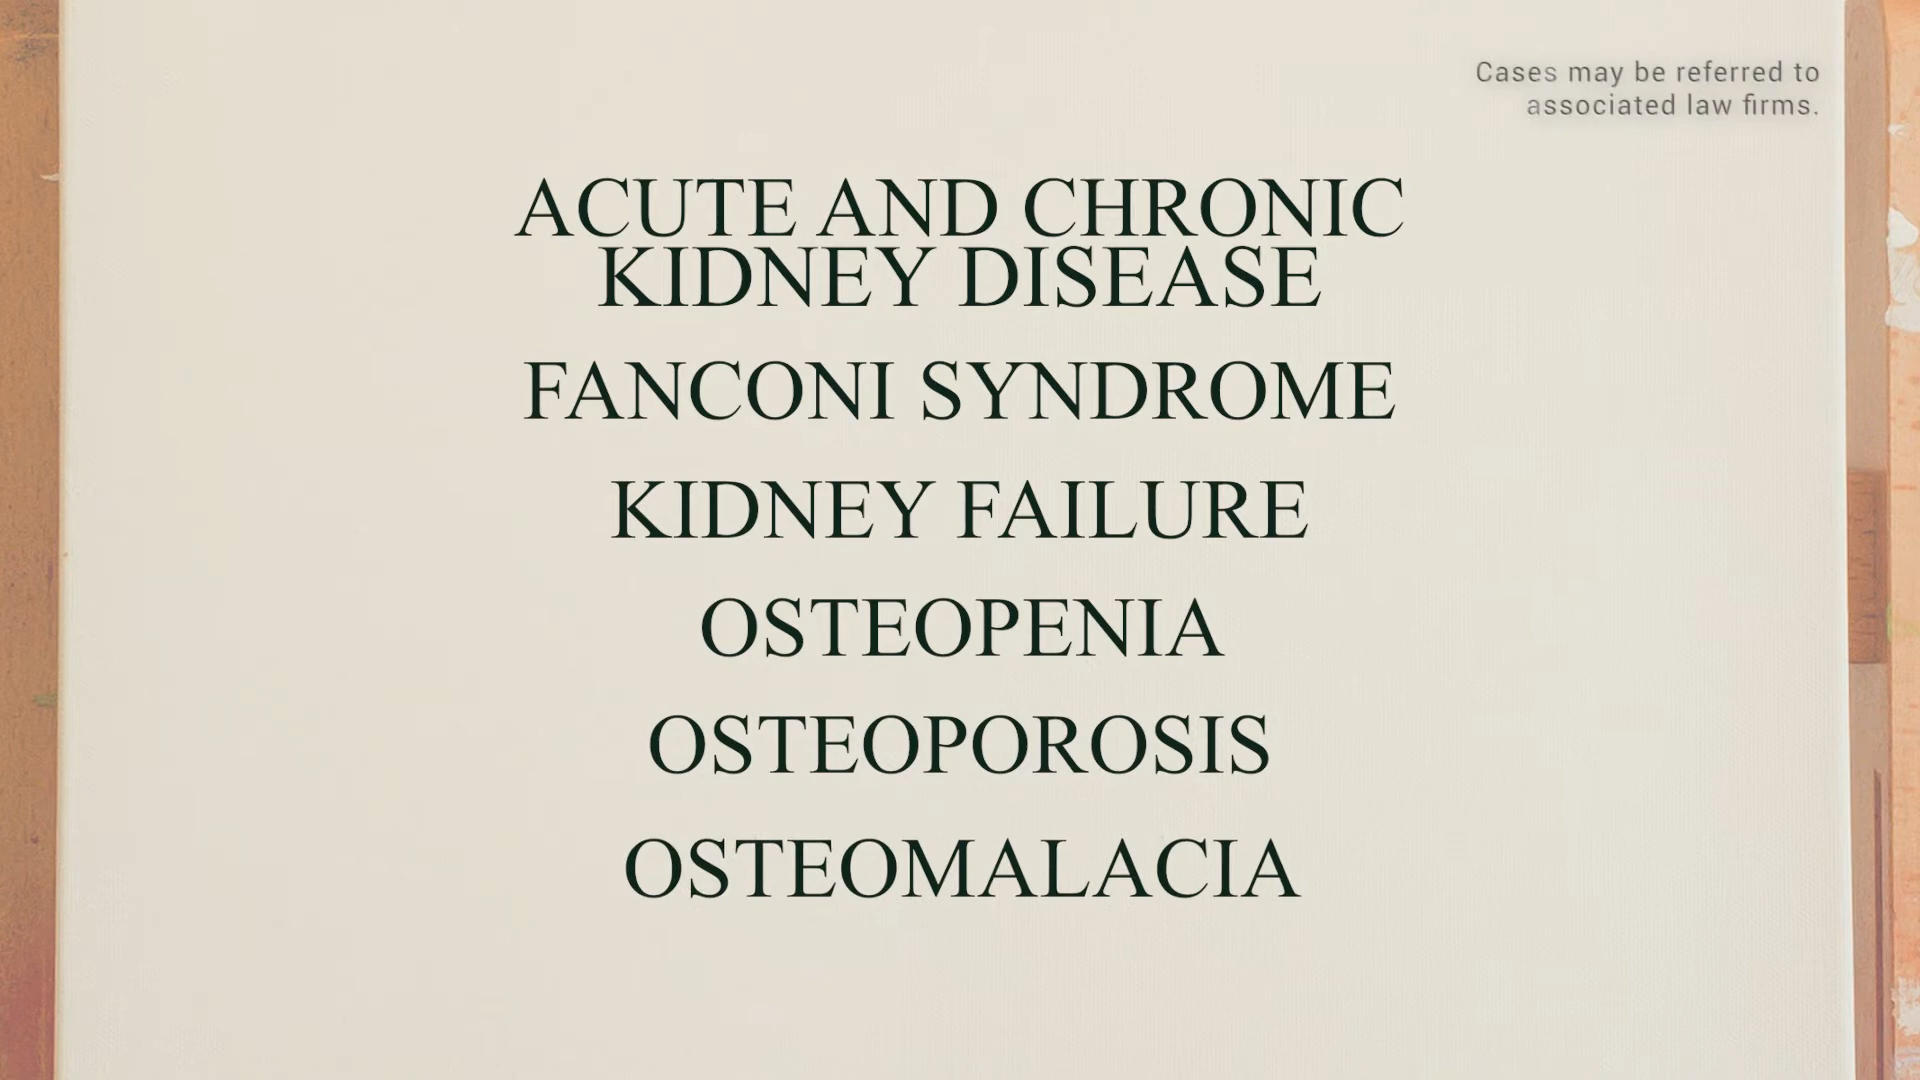 Cases may be referred to
associated law firms.
ACUTE AND CHRONIC
KIDNEY DISEASE
FANCONI SYNDROME
KIDNEY FAILURE
OSTEOPENIA
OSTEOPOROSIS
OSTEOMALACIA